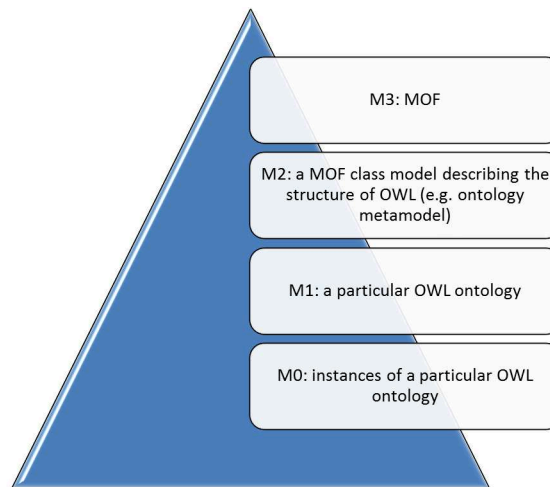 M3: MOF
M2: a MOF class model describing the
structure of OWL (e.g. ontology
metamodel)
M1: a particular OWL ontology
M0: instances of a particular OWL
ontology